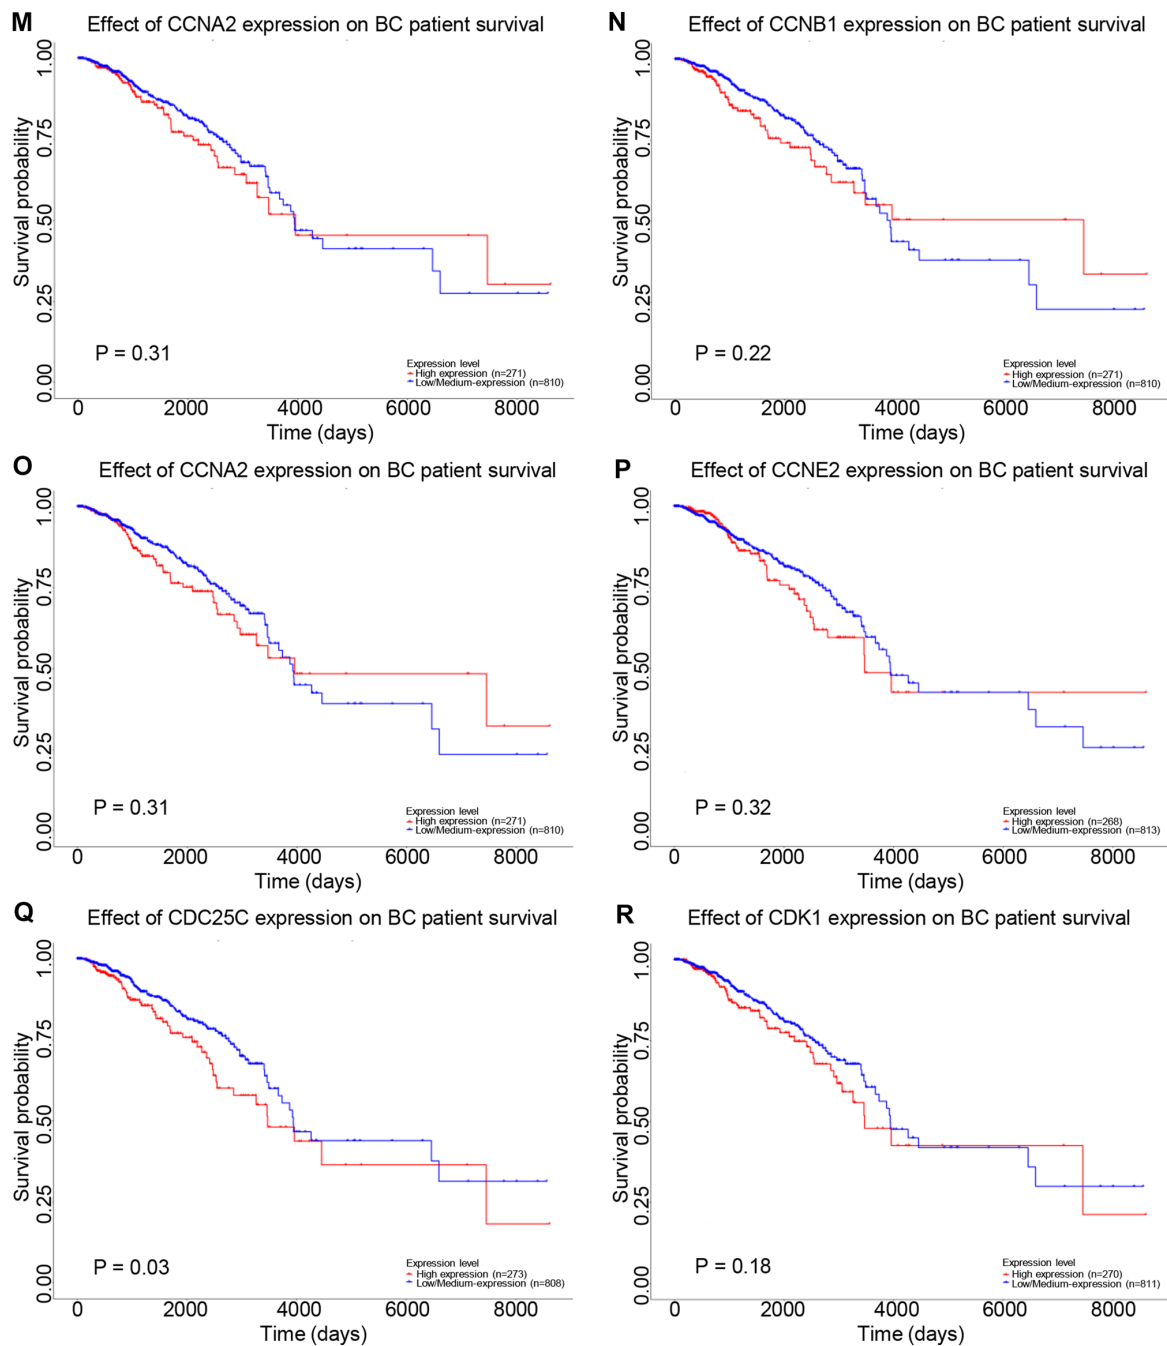 M
Effect of CCNA2 expression on BC patient survival
Survival probability
1.00
0.75
0.50
0.25
0.00
P = 0.31
Expression level
High expression (n=271)
Low/Medium-expression (n=810)
0 2000 4000 6000 8000
Time (days)
N
Effect of CCNB1 expression on BC patient survival
Survival probability
1.00
0.75
0.50
0.25
0.00
P = 0.22
Expression level
High expression (n=271)
Low/Medium-expression (n=810)
0 2000 4000 6000 8000
Time (days)
O
Effect of CCNA2 expression on BC patient survival
Survival probability
1.00
0.75
0.50
0.25
0.00
P = 0.31
Expression level
High expression (n=271)
Low/Medium-expression (n=810)
0 2000 4000 6000 8000
Time (days)
P
Effect of CCNE2 expression on BC patient survival
Survival probability
1.00
0.75
0.50
0.25
0.00
P = 0.32
Expression level
High expression (n=268)
Low/Medium-expression (n=813)
0 2000 4000 6000 8000
Time (days)
Q
Effect of CDC25C expression on BC patient survival
Survival probability
1.00
0.75
0.50
0.25
0.00
P = 0.03
Expression level
High expression (n=273)
Low/Medium-expression (n=808)
0 2000 4000 6000 8000
Time (days)
R
Effect of CDK1 expression on BC patient survival
Survival probability
1.00
0.75
0.50
0.25
0.00
P = 0.18
Expression level
High expression (n=270)
Low/Medium-expression (n=811)
0 2000 4000 6000 8000
Time (days)